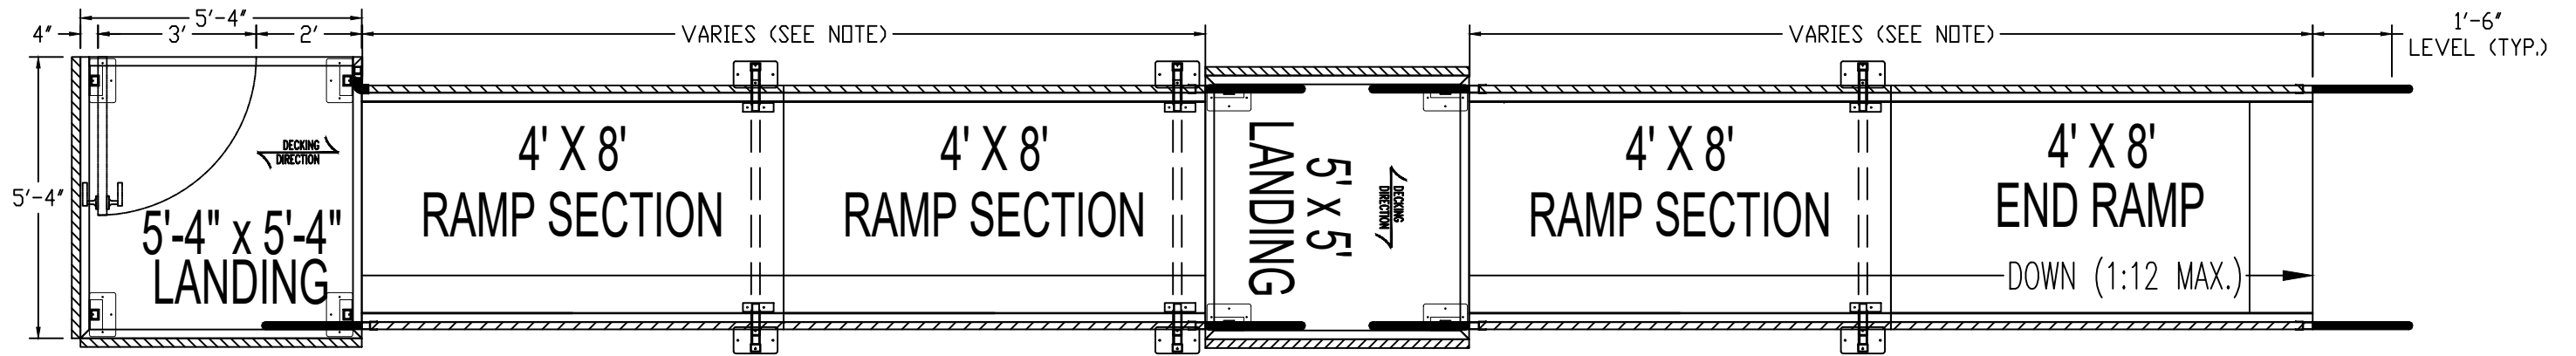 5'-4"
4"
3'
2'
VARIES (SEE NOTE)
VARIES (SEE NOTE)
1'-6"
LEVEL (TYP.)
5'-4"
DECKING
DIRECTION
5'-4" x 5'-4"
LANDING
4' X 8'
RAMP SECTION
4' X 8'
RAMP SECTION
5' x 5'
LANDING
DECKING
DIRECTION
4' X 8'
RAMP SECTION
4' X 8'
END RAMP
DOWN (1:12 MAX.)